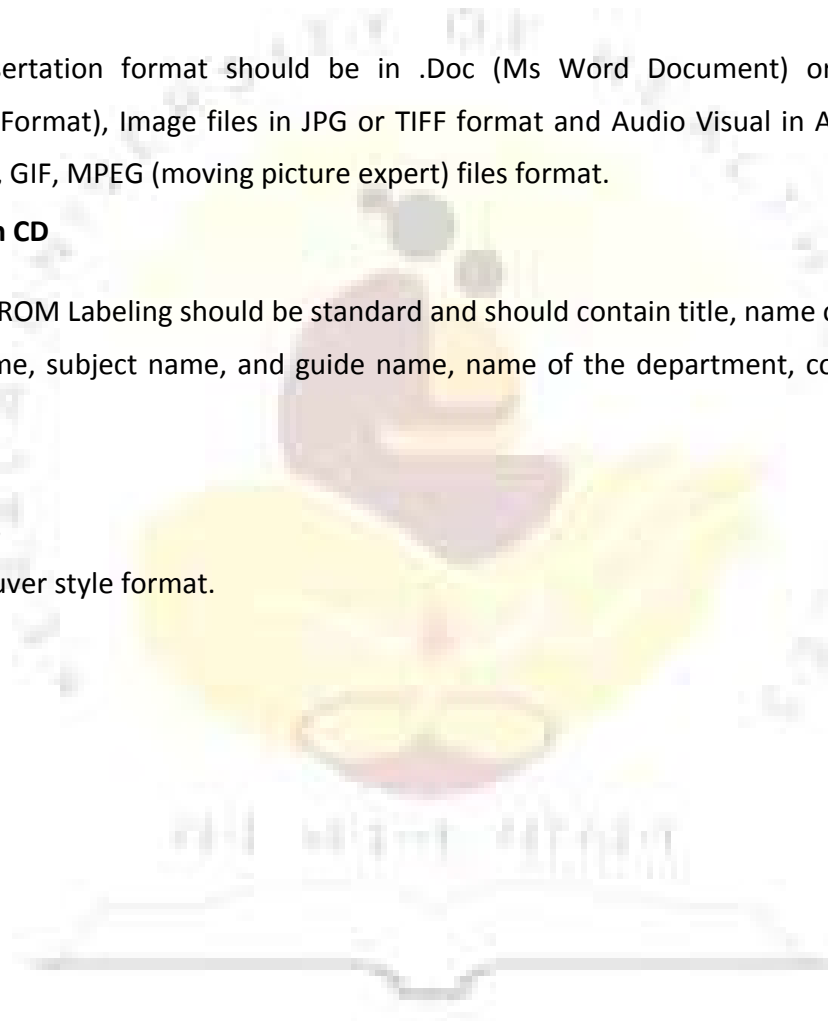 sertation format should be in .Doc (Ms Word Document) or
Format), Image files in JPG or TIFF format and Audio Visual in A
, GIF, MPEG (moving picture expert) files format.
n CD
ROM Labeling should be standard and should contain title, name o
me, subject name, and guide name, name of the department, co
uver style format.